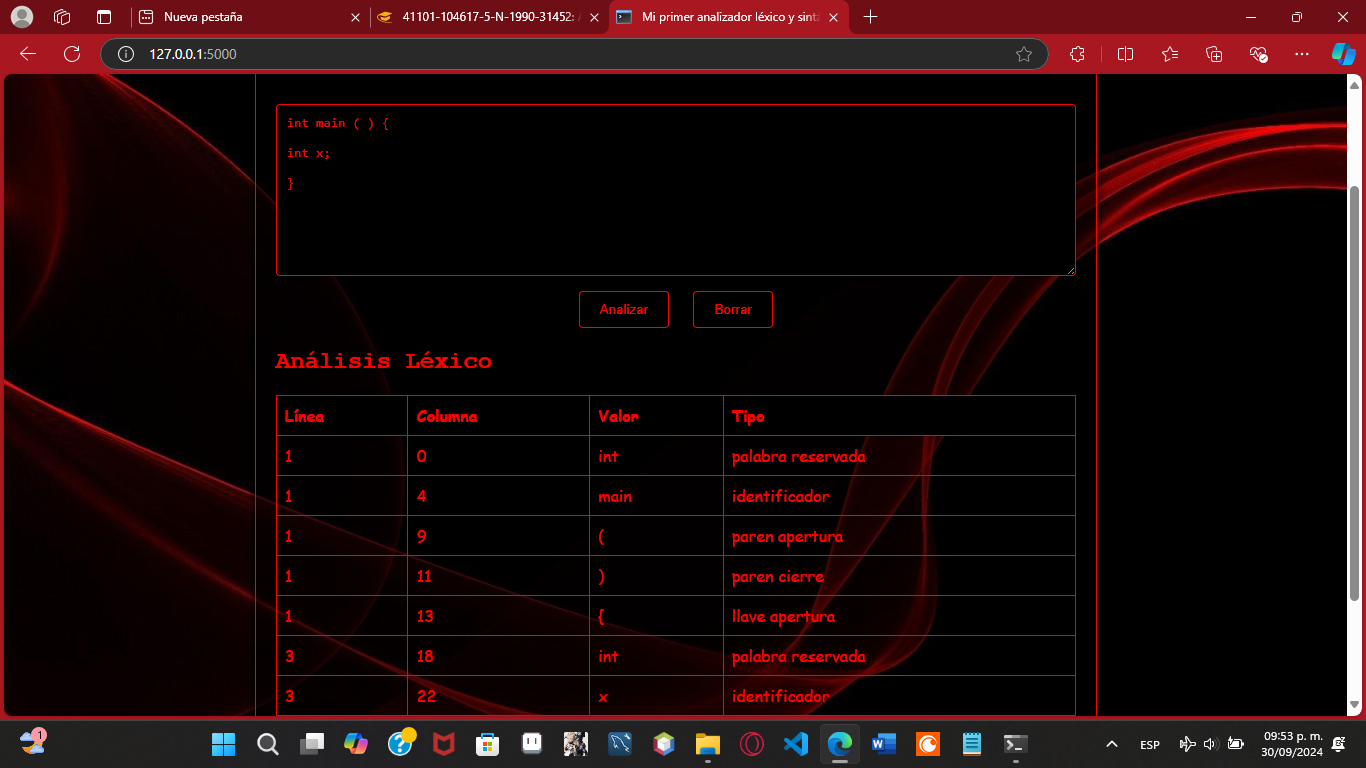 Nueva pestaña
41101-104617-5-N-1990-31452:
Mi primer analizador léxico y sint
127.0.0.1:5000
int main ( ) {
int x;
}
Analizar Borrar
Análisis Léxico
Línea Columna Valor Tipo
1 0 int palabra reservada
1 4 main identificador
1 9 ( paren apertura
1 11 ) paren cierre
1 13 { llave apertura
3 18 int palabra reservada
3 22 x identificador
1
ESP
09:53 p. m.
30/09/2024